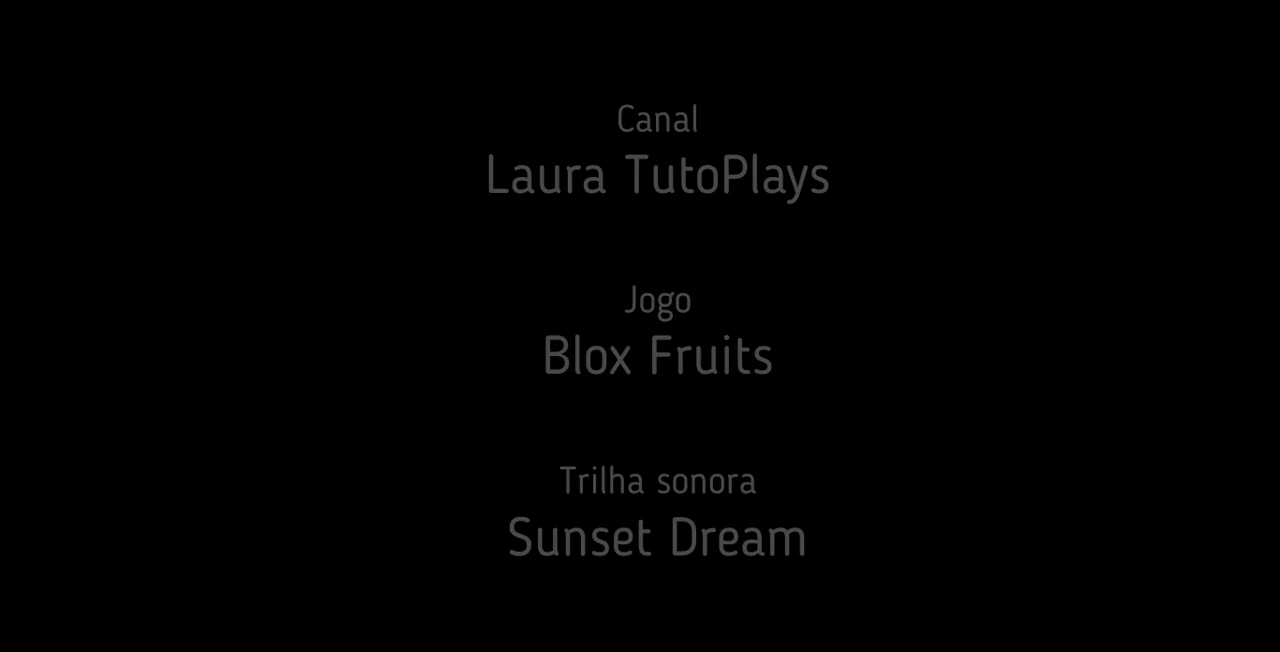 Canal
Laura TutoPlays
Jogo
Blox Fruits
Trilha sonora
Sunset Dream